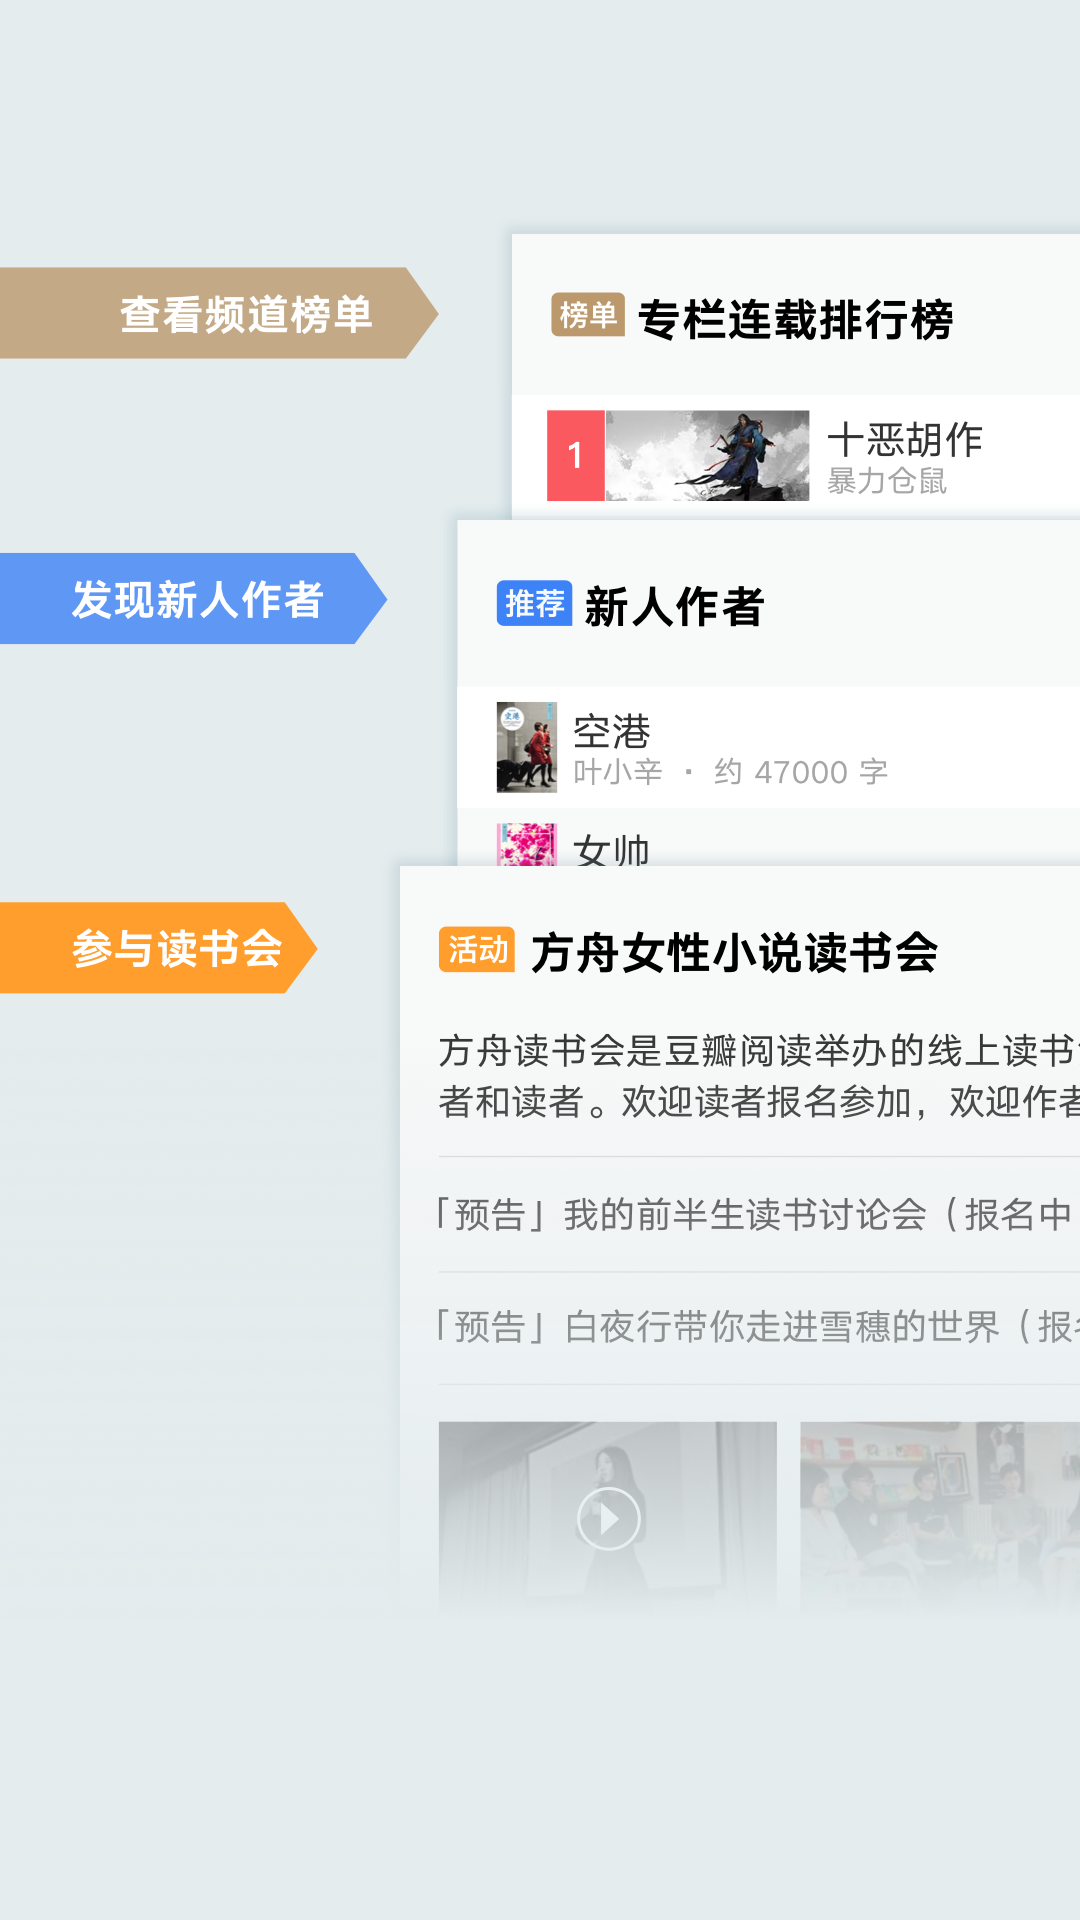 查看频道榜单
榜单 专栏连载排行榜
1
十恶胡作
暴力仓鼠
发现新人作者
推荐 新人作者
空港
空港
叶小辛 · 约 47000 字
女帅
参与读书会
活动 方舟女性小说读书会
方舟读书会是豆瓣阅读举办的线上读书
者和读者。欢迎读者报名参加，欢迎作者
「预告」我的前半生读书讨论会（报名中
「预告」白夜行带你走进雪穗的世界（报名